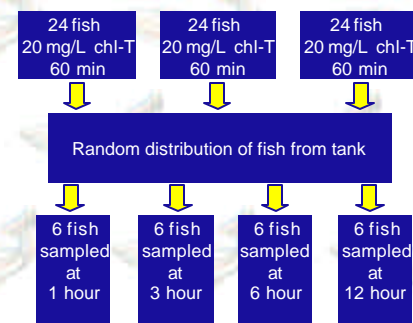 24 fish
20 mg/L chl-T
60 min
24 fish
20 mg/L chl-T
60 min
24 fish
20 mg/L chl-T
60 min
Random distribution of fish from tank
6 fish
sampled
at
1 hour
6 fish
sampled
at
3 hour
6 fish
sampled
at
6 hour
6 fish
sampled
at
12 hour